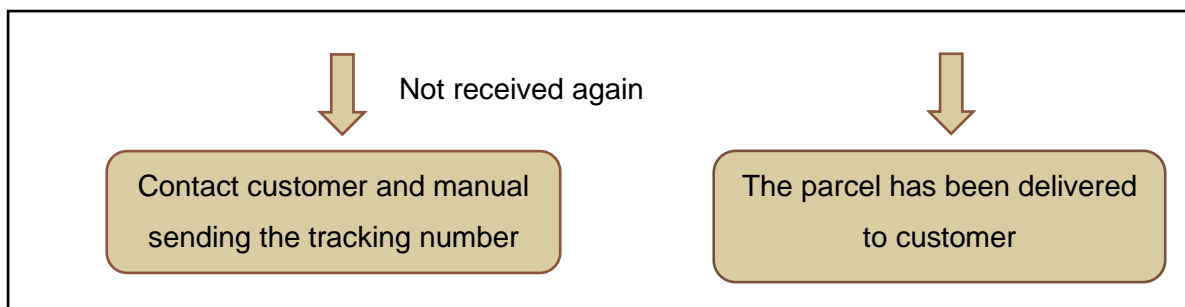 Not received again
Contact customer and manual
sending the tracking number
The parcel has been delivered
to customer